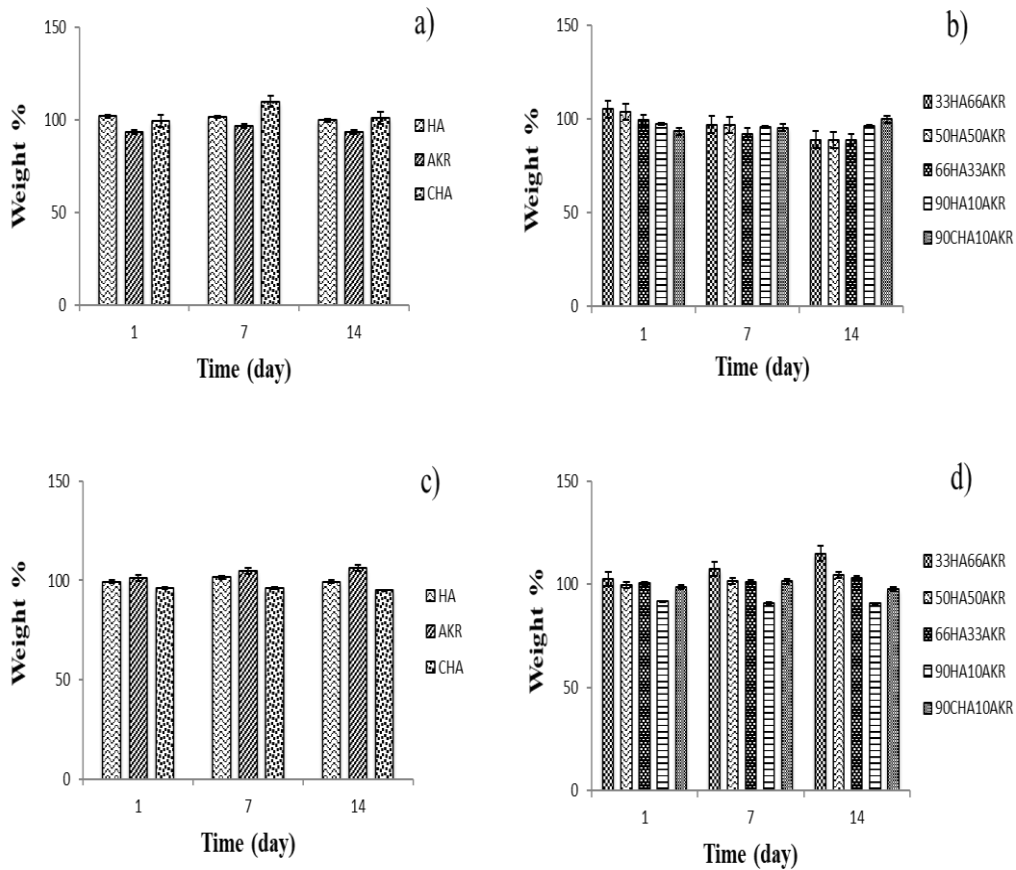 a)
150
100
50
0
Weight %
1 7 14
Time (day)
HA
AKR
CHA
b)
150
100
50
0
Weight %
1 7 14
Time (day)
33HA66AKR
50HA50AKR
66HA33AKR
90HA10AKR
90CHA10AKR
c)
150
100
50
0
Weight %
1 7 14
Time (day)
HA
AKR
CHA
d)
150
100
50
0
Weight %
1 7 14
Time (day)
33HA66AKR
50HA50AKR
66HA33AKR
90HA10AKR
90CHA10AKR